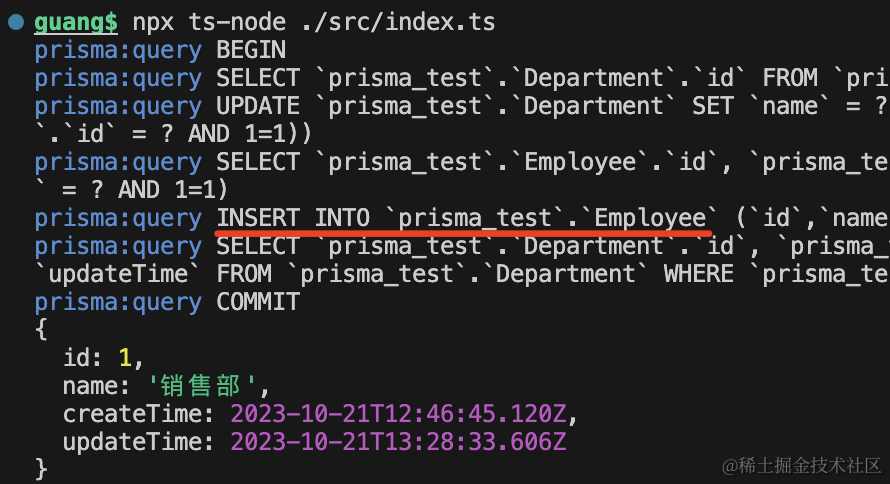 guang$ npx ts-node ./src/index.ts
prisma:query BEGIN
prisma:query SELECT `prisma_test`.`Department`.`id` FROM `pri
prisma:query UPDATE `prisma_test`.`Department` SET `name` = ?
`.`id` = ? AND 1=1))
prisma:query SELECT `prisma_test`.`Employee`.`id`, `prisma_te
` = ? AND 1=1)
prisma:query INSERT INTO `prisma_test`.`Employee` (`id`,`name
prisma:query SELECT `prisma_test`.`Department`.`id`, `prisma_
`updateTime` FROM `prisma_test`.`Department` WHERE `prisma_te
prisma:query COMMIT
{
  id: 1,
  name: '销售部',
  createTime: 2023-10-21T12:46:45.120Z,
  updateTime: 2023-10-21T13:28:33.606Z
}
@稀土掘金技术社区